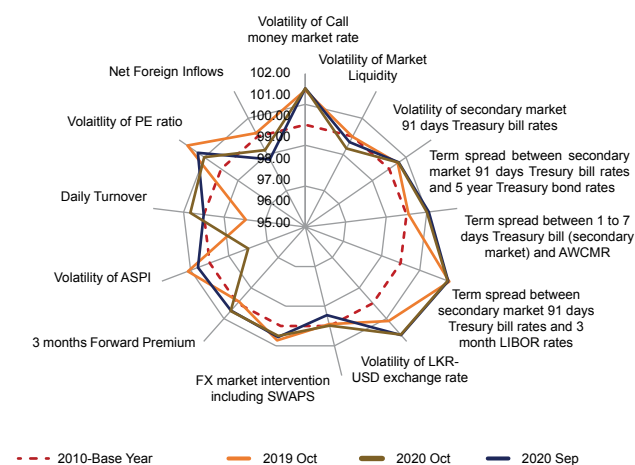 Volatility of Call
money market rate
Volatility of Market
Liquidity
Net Foreign Inflows
102.00
101.00
100.00
99.00
98.00
97.00
96.00
95.00
Volatility of secondary market
91 days Treasury bill rates
Volaitlity of PE ratio
Term spread between secondary
market 91 days Tresury bill rates
and 5 year Treasury bond rates
Daily Turnover
Term spread between 1 to 7
days Treasury bill (secondary
market) and AWCMR
Volatility of ASPI
Term spread between
secondary market 91 days
Tresury bill rates and 3
month LIBOR rates
3 months Forward Premium
Volatility of LKR-
USD exchange rate
FX market intervention
including SWAPS
2010-Base Year
2019 Oct
2020 Oct
2020 Sep